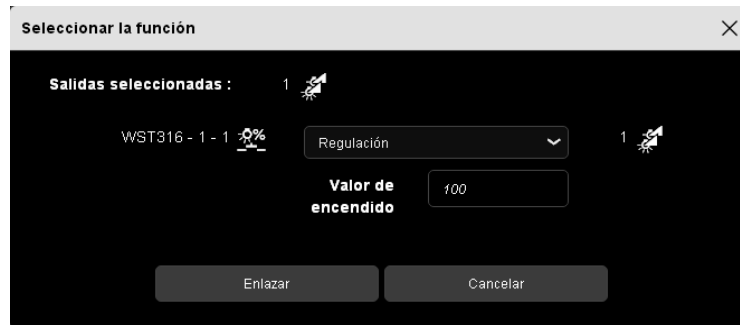 Seleccionar la función
Salidas seleccionadas : 1
WST316 - 1 - 1 % Regulación 1
Valor de
encendido 100
Enlazar Cancelar